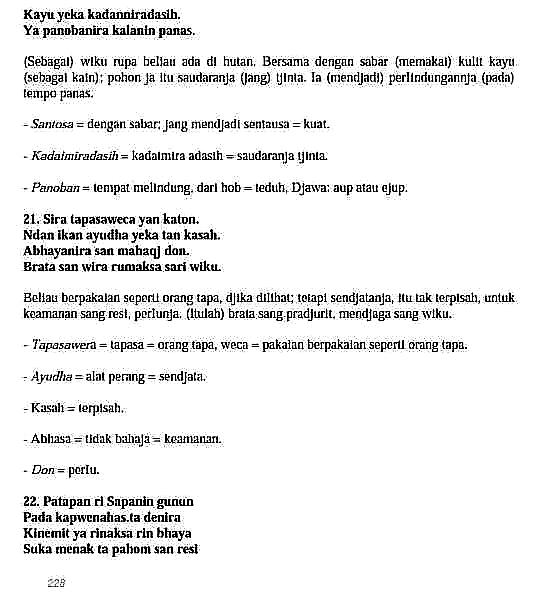 Kayu yeka kadanniradasih.
Ya panobanira kalanin panas.
(Sebagai) wiku rupa beliau ada di hutan. Bersama dengan sabar (memakai) kulit kayu
(sebagai kain); pohon ja itu saudaranja (jang) tjinta. Ia (mendjadi) perlindungannja (pada)
tempo panas.
- Santosa = dengan sabar; jang mendjadi sentausa = kuat.
- Kadaimiradasih = kadaimira adasih = saudaranja tjinta.
- Panoban = tempat melindung, dari hob = teduh, Djawa: aup atau ejup.
21. Sira tapasaweca yan katon.
Ndan ikan ayudha yeka tan kasah.
Abhayanira san mahaqj don.
Brata san wira rumaksa sari wiku.
Beliau berpakaian seperti orang tapa, djika dilihat; tetapi sendjatanja, itu tak terpisah, untuk
keamanan sang resi, perlunja. (Itulah) brata sang pradjurit, mendjaga sang wiku.
- Tapasawera = tapasa = orang tapa, weca = pakaian berpakaian seperti orang tapa.
- Ayudha = alat perang = sendjata.
- Kasah = terpisah.
- Abhasa = tidak bahaja = keamanan.
- Don = perlu.
22. Patapan ri Sapanin gunun
Pada kapwenahas.ta denira
Kinemit ya rinaksa rin bhaya
Suka menak ta pahom san resi
228